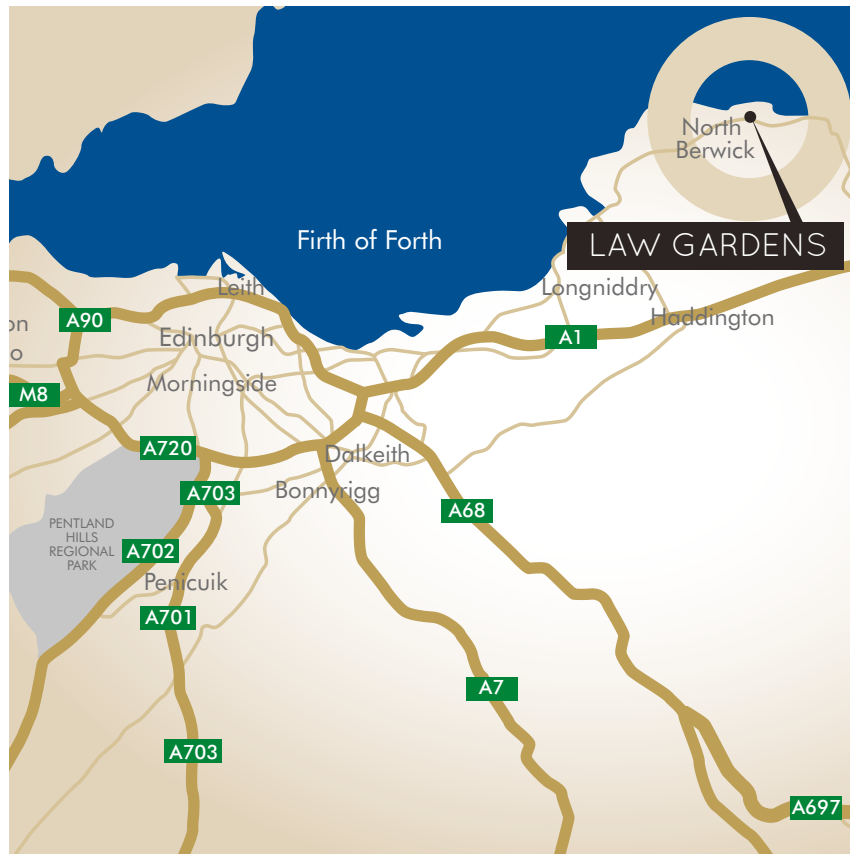 North
Berwick
Firth of Forth
LAW GARDENS
Leith
Longniddry
on
A90
Haddington
Edinburgh
A1
o
Morningside
M8
A720
Dalkeith
Bonnyrigg
A703
A68
PENTLAND
HILLS
REGIONAL
PARK
A702
Penicuik
A701
A7
A703
A697